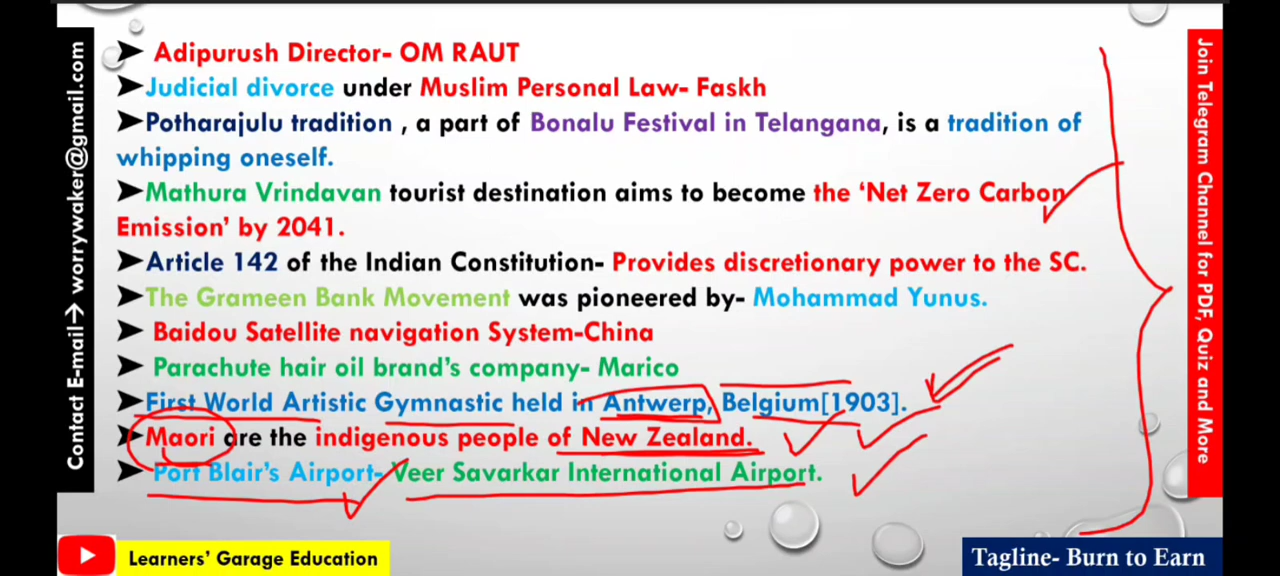 ➤ Adipurush Director- OM RAUT
➤Judicial divorce under Muslim Personal Law- Faskh
➤Potharajulu tradition , a part of Bonalu Festival in Telangana, is a tradition of
whipping oneself.
➤Mathura Vrindavan tourist destination aims to become the ‘Net Zero Carbon
Emission’ by 2041.
➤Article 142 of the Indian Constitution- Provides discretionary power to the SC.
➤The Grameen Bank Movement was pioneered by- Mohammad Yunus.
➤ Baidou Satellite navigation System-China
➤ Parachute hair oil brand’s company- Marico
➤First World Artistic Gymnastic held in Antwerp, Belgium[1903].
➤Maori are the indigenous people of New Zealand.
➤ Port Blair’s Airport- Veer Savarkar International Airport.
Contact E-mail→ worrywaker@gmail.com
Join Telegram Channel for PDF, Quiz and More
Learners’ Garage Education
Tagline- Burn to Earn